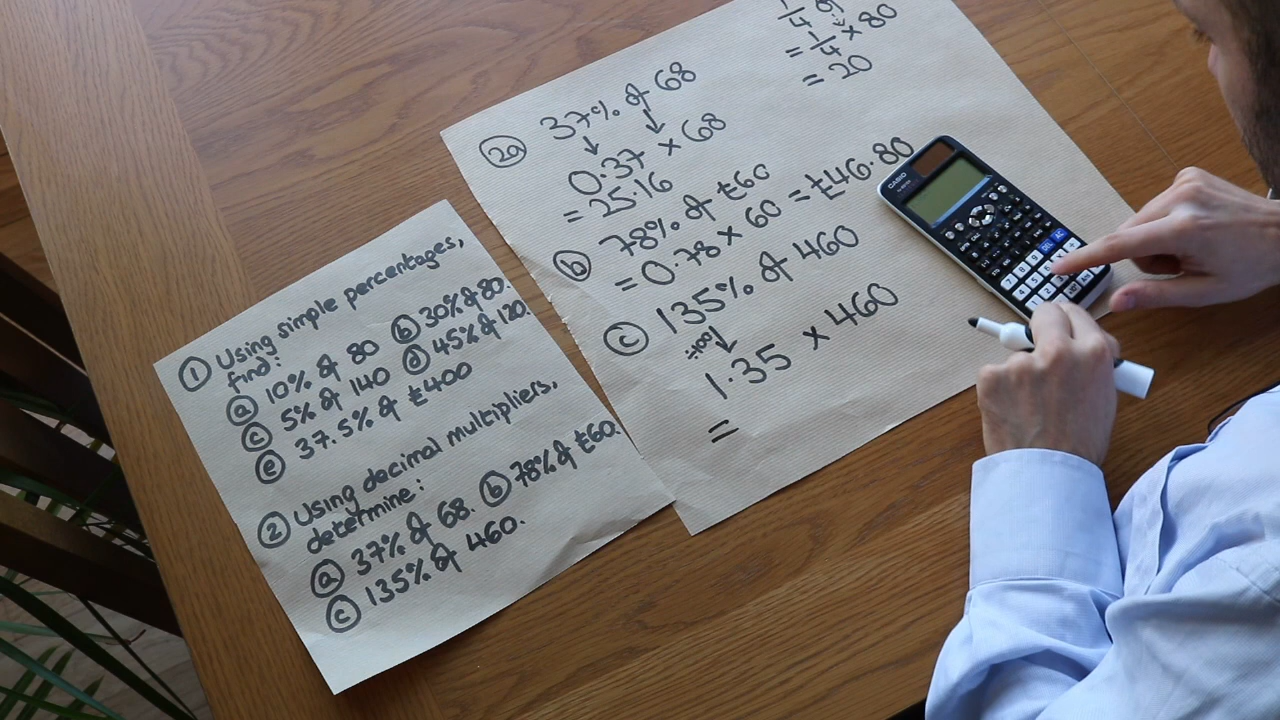 ① Using simple percentages,
find:
ⓐ 10% of 80 ⓑ 30% of 80.
ⓒ 5% of 140 ⓓ 45% of 120.
ⓔ 37.5% of £400
② Using decimal multipliers,
determine:
ⓐ 37% of 68. ⓑ 78% of £60.
ⓒ 135% of 460.
2a 37% of 68
0.37 × 68
= 25.16
ⓑ 78% of £60
= 0.78 × 60 = £46.80
ⓒ 135% of 460
÷100
1.35 × 460
=
1/4 of
= 1/4 × 80
= 20
CASIO